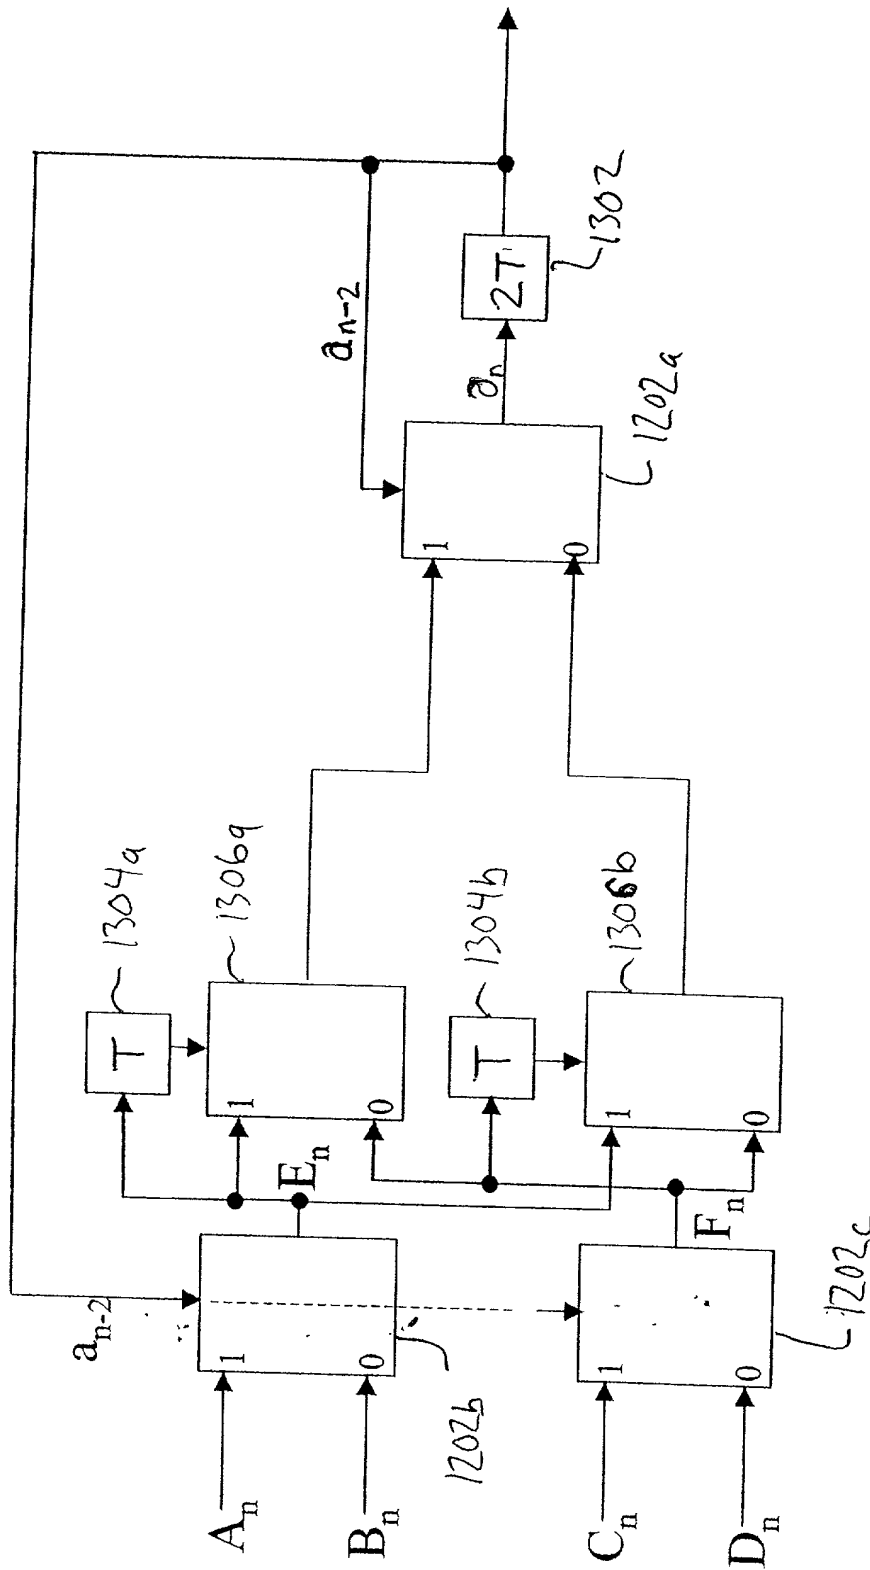 a_{n-2}
1302
2T
a_n
1202a
1
0
1304a
T
1306a
1
0
1304b
T
1306b
1
0
E_n
F_n
a_{n-2}
1
0
1202b
1
0
1202c
A_n
B_n
C_n
D_n